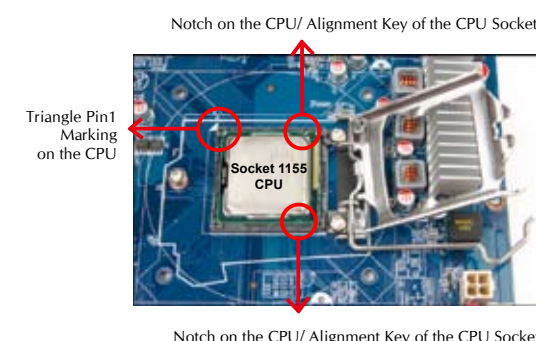 Notch on the CPU/ Alignment Key of the CPU Socket
Triangle Pin1
Marking
on the CPU
Socket 1155
CPU
Notch on the CPU/ Alignment Key of the CPU Socket